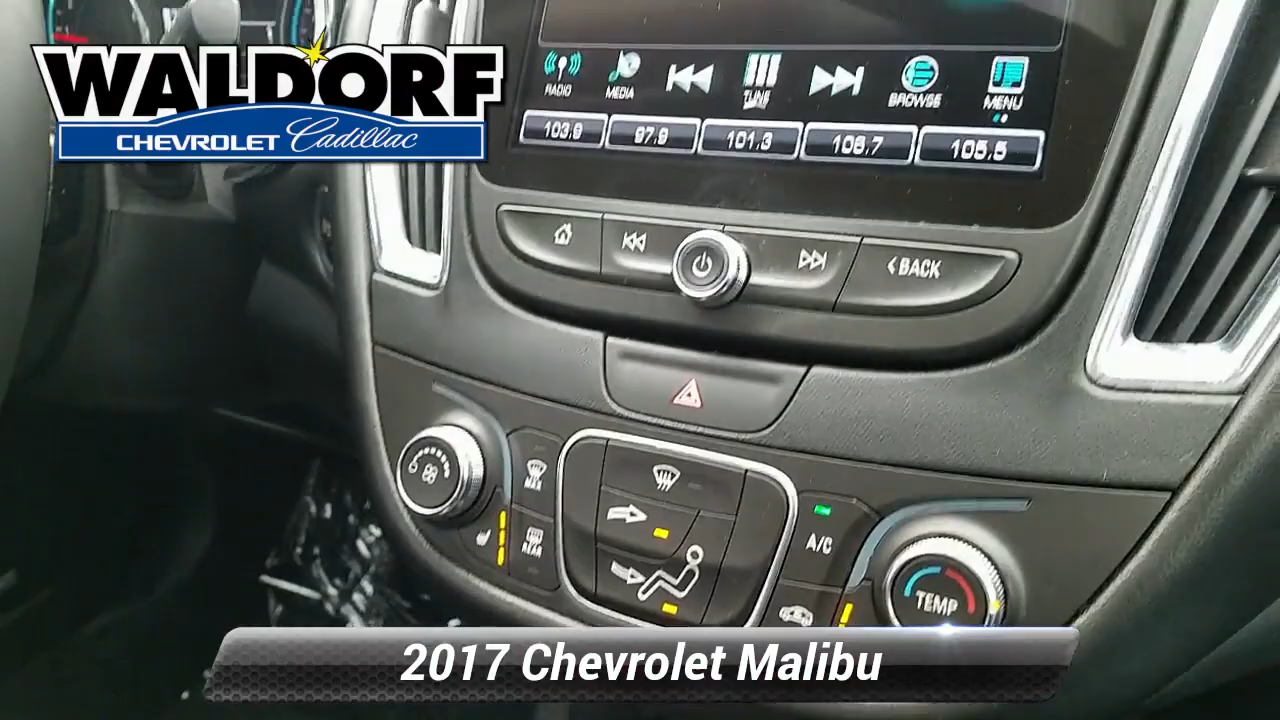 WALDORF
CHEVROLET Cadillac
RADIO MEDIA TUNE BROWSE MENU
103.9 97.9 101.3 106.7 105.5
<BACK
MAX
REAR
A/C
TEMP
2017 Chevrolet Malibu